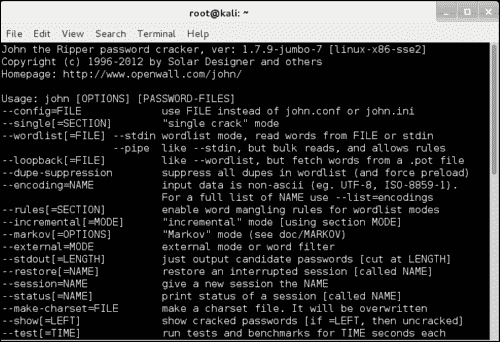 root@kali: ~
File Edit View Search Terminal Help
John the Ripper password cracker, ver: 1.7.9-jumbo-7 [linux-x86-sse2]
Copyright (c) 1996-2012 by Solar Designer and others
Homepage: http://www.openwall.com/john/
Usage: john [OPTIONS] [PASSWORD-FILES]
--config=FILE use FILE instead of john.conf or john.ini
--single[=SECTION] "single crack" mode
--wordlist[=FILE] --stdin wordlist mode, read words from FILE or stdin
--pipe like --stdin, but bulk reads, and allows rules
--loopback[=FILE] like --wordlist, but fetch words from a .pot file
--dupe-suppression suppress all dupes in wordlist (and force preload)
--encoding=NAME input data is non-ascii (eg. UTF-8, ISO-8859-1).
For a full list of NAME use --list=encodings
--rules[=SECTION] enable word mangling rules for wordlist modes
--incremental[=MODE] "incremental" mode [using section MODE]
--markov[=OPTIONS] "Markov" mode (see doc/MARKOV)
--external=MODE external mode or word filter
--stdout[=LENGTH] just output candidate passwords [cut at LENGTH]
--restore[=NAME] restore an interrupted session [called NAME]
--session=NAME give a new session the NAME
--status[=NAME] print status of a session [called NAME]
--make-charset=FILE make a charset file. It will be overwritten
--show[=LEFT] show cracked passwords [if =LEFT, then uncracked]
--test[=TIME] run tests and benchmarks for TIME seconds each